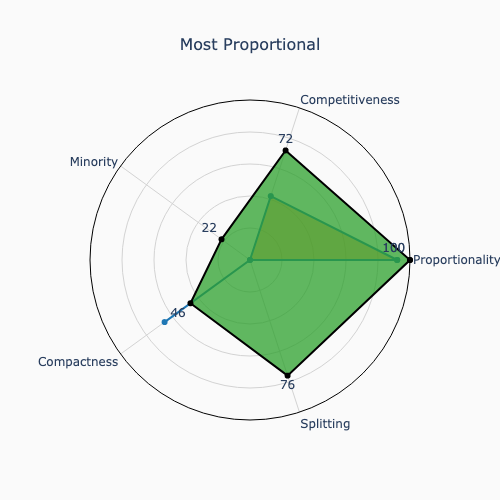 Most Proportional
Competitiveness
72
Minority
22
100
Proportionality
46
Compactness
76
Splitting